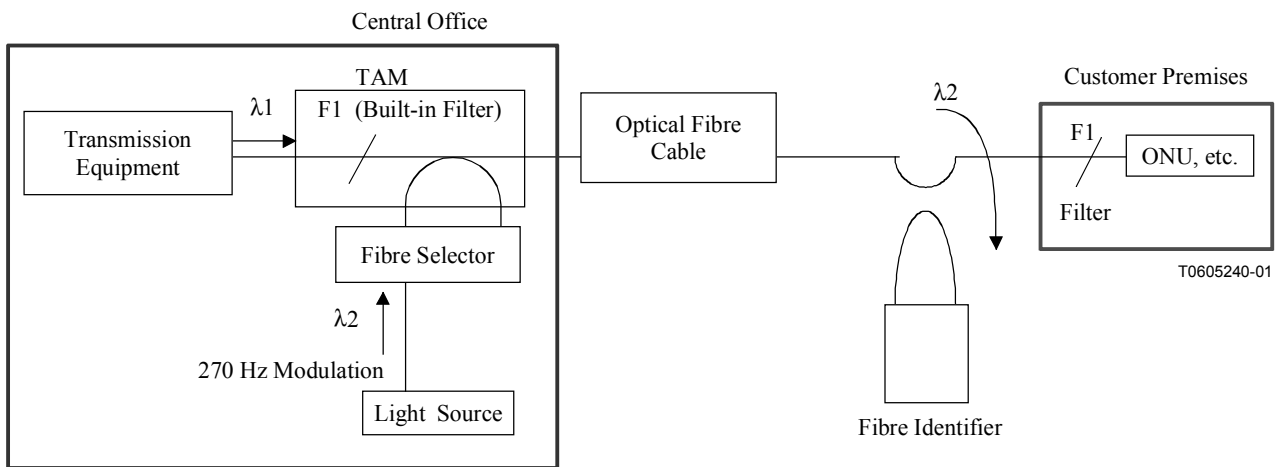 Central Office
TAM
F1 (Built-in Filter)
λ1
Transmission
Equipment
Fibre Selector
λ2
270 Hz Modulation
Light Source
Optical Fibre
Cable
λ2
Fibre Identifier
Customer Premises
F1
ONU, etc.
Filter
T0605240-01